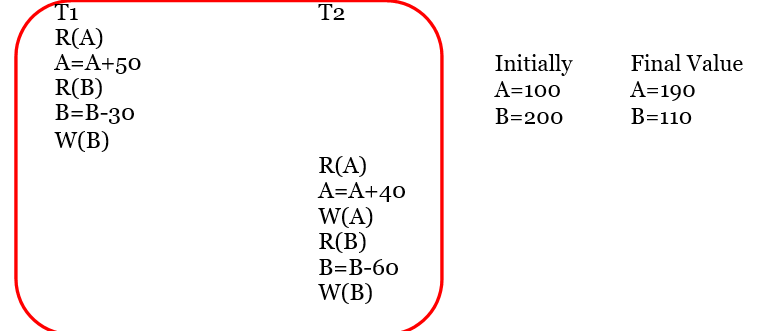 T1 T2
R(A)
A=A+50
R(B)
B=B-30
W(B)
R(A)
A=A+40
W(A)
R(B)
B=B-60
W(B)
Initially Final Value
A=100 A=190
B=200 B=110